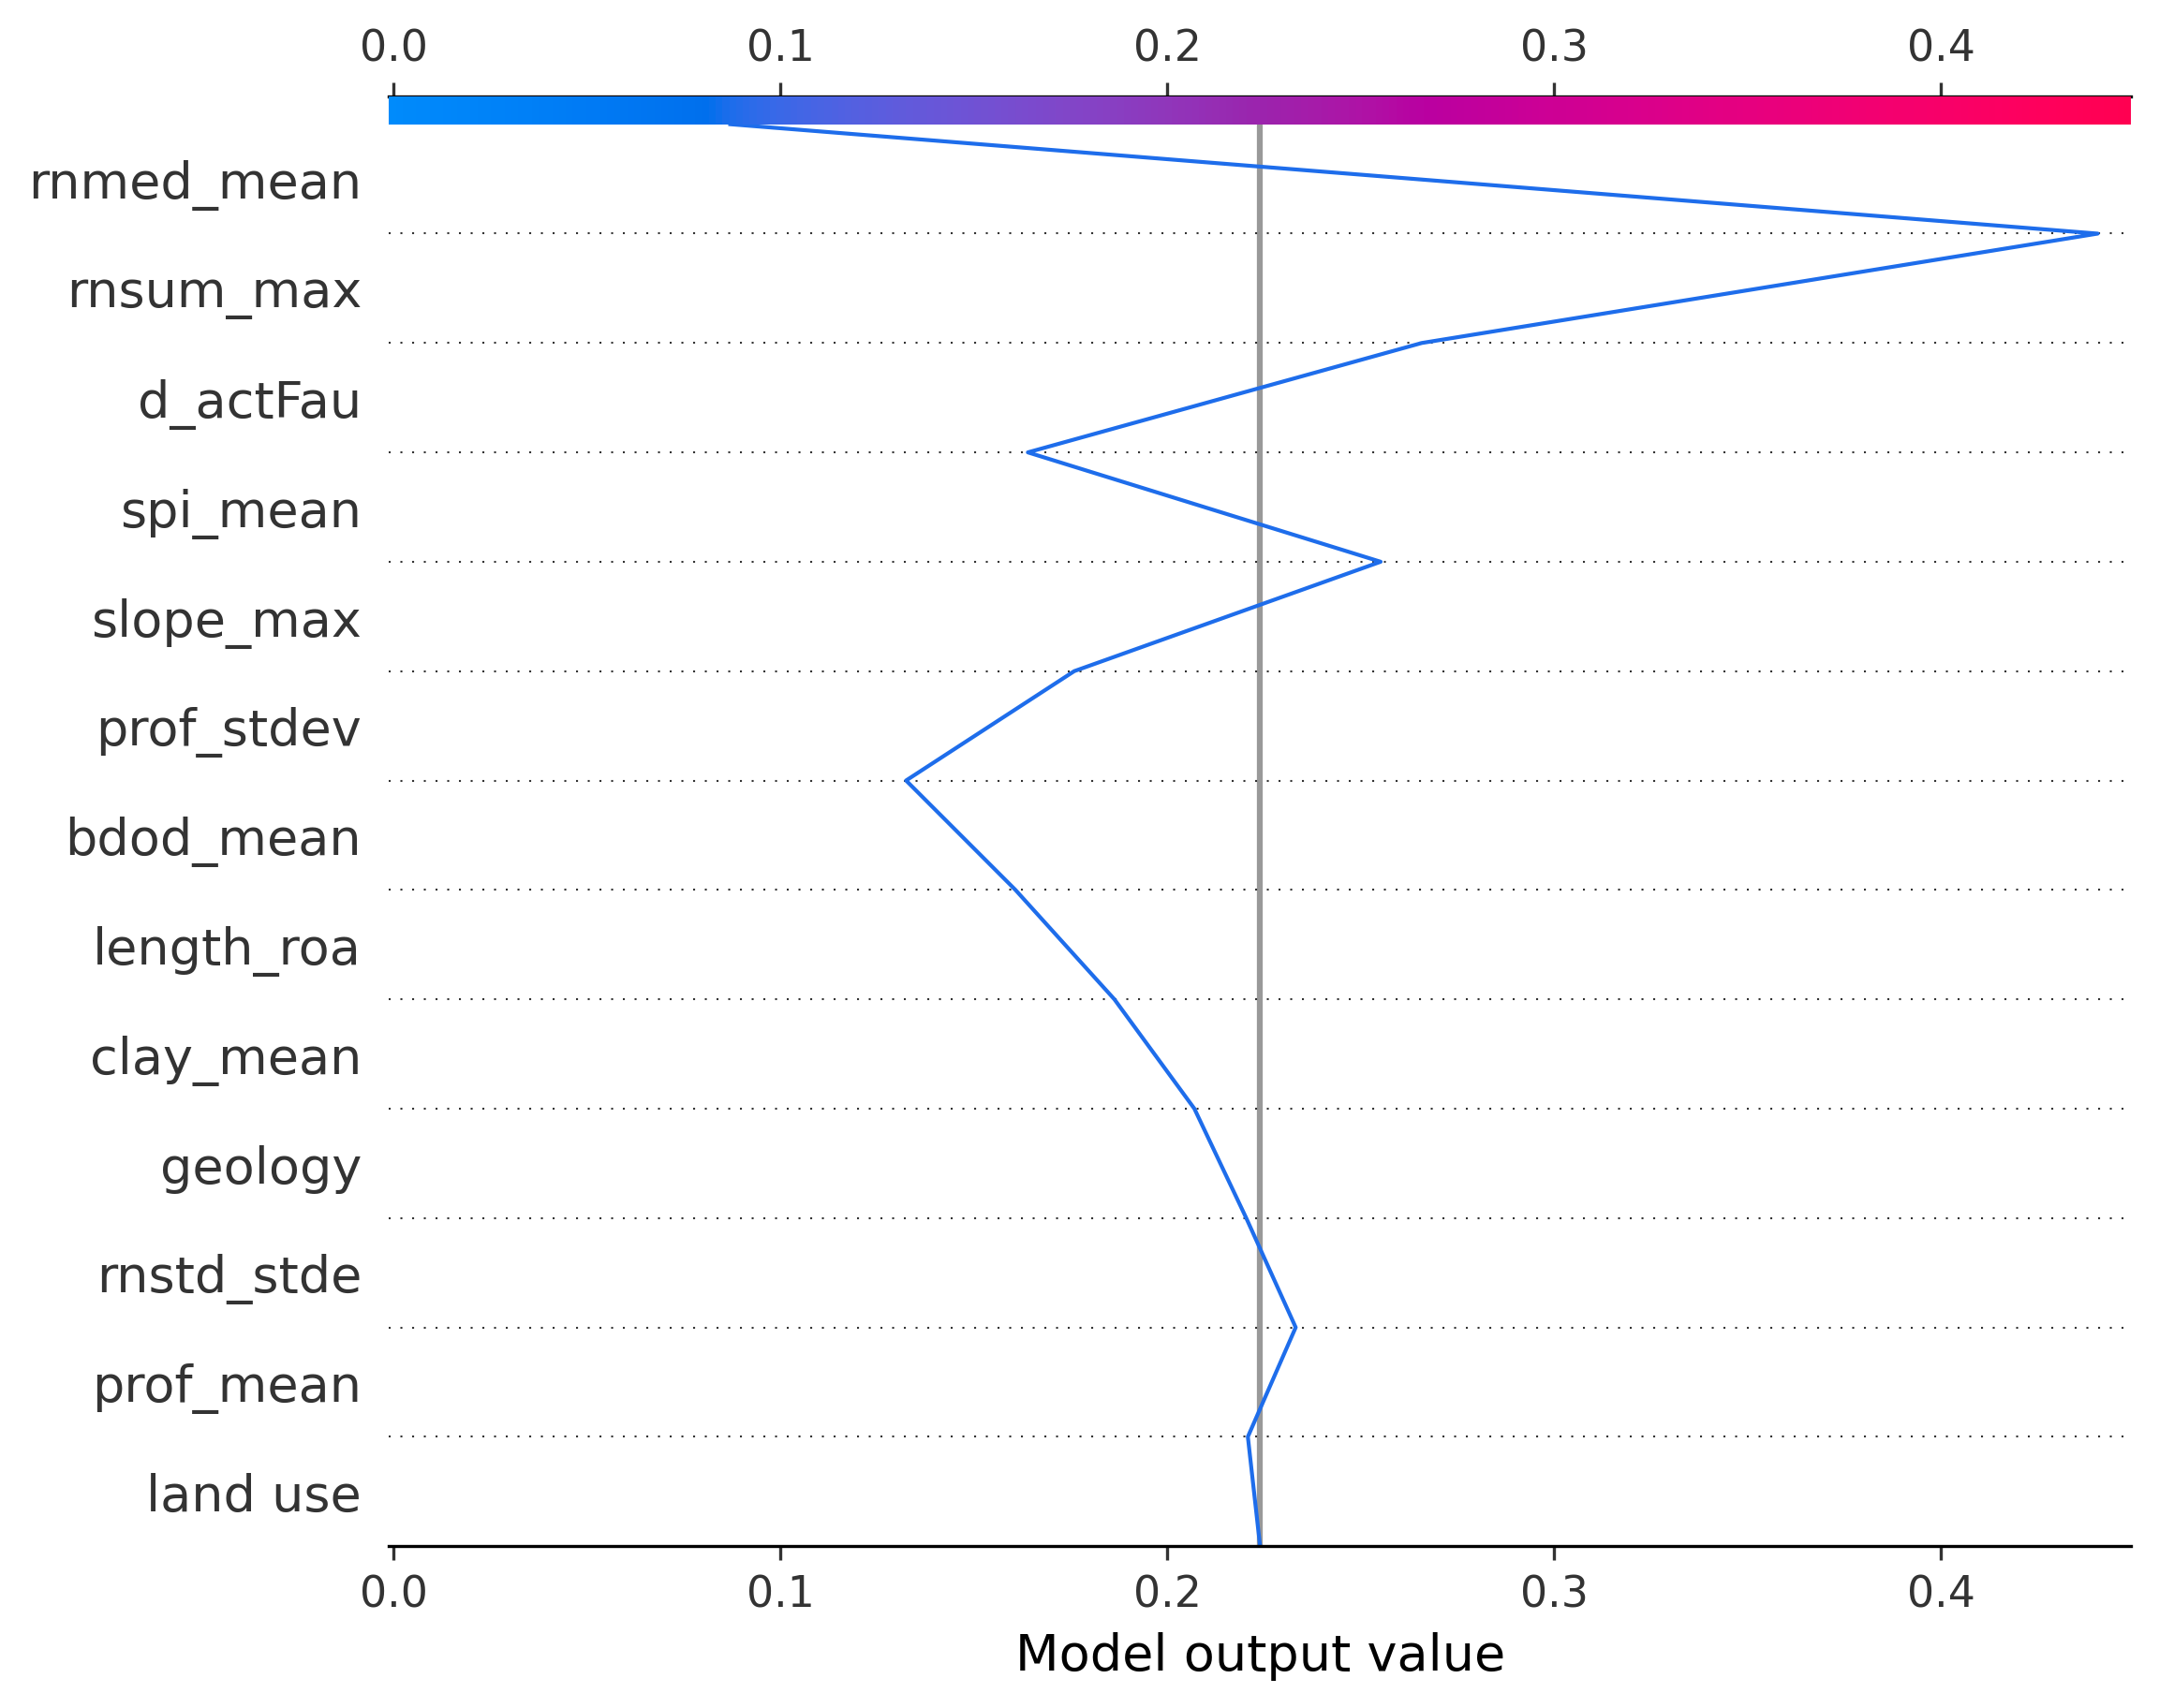 0.0 0.1 0.2 0.3 0.4
rnmed_mean
rnsum_max
d_actFau
spi_mean
slope_max
prof_stdev
bdod_mean
length_roa
clay_mean
geology
rnstd_stde
prof_mean
land use
0.0 0.1 0.2 0.3 0.4
Model output value